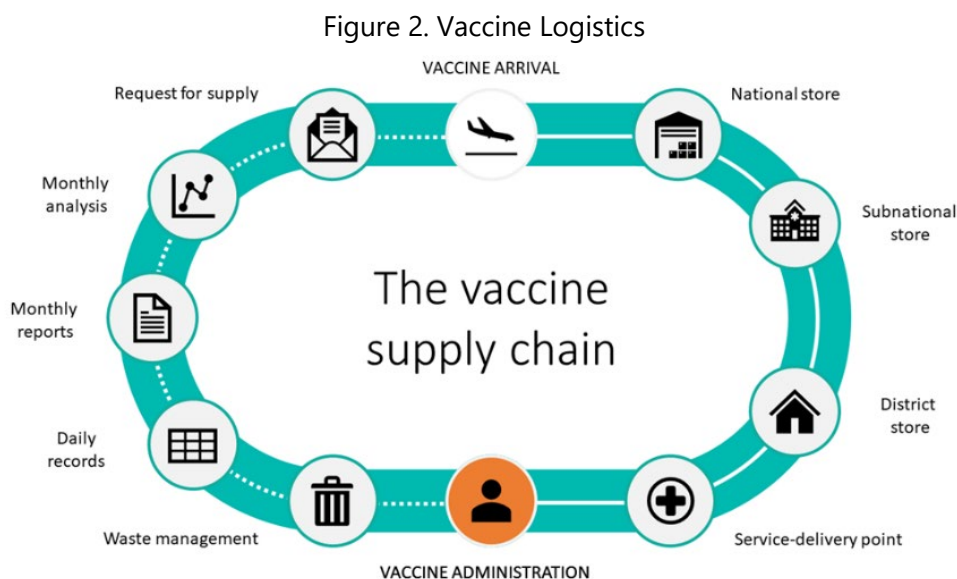 Figure 2. Vaccine Logistics
VACCINE ARRIVAL
Request for supply
National store
Monthly
analysis
Subnational
store
The vaccine
supply chain
Monthly
reports
District
store
Daily
records
Waste management
Service-delivery point
VACCINE ADMINISTRATION